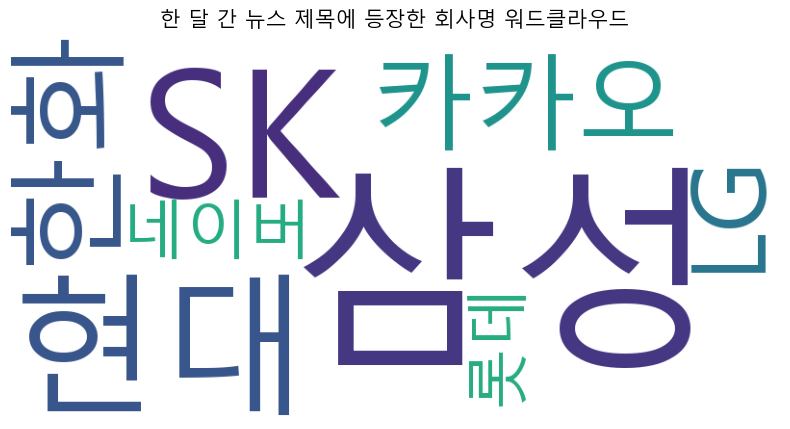 한 달 간 뉴스 제목에 등장한 회사명 워드클라우드
한화
SK
카카오
네이버
삼성
LG
현대
롯데